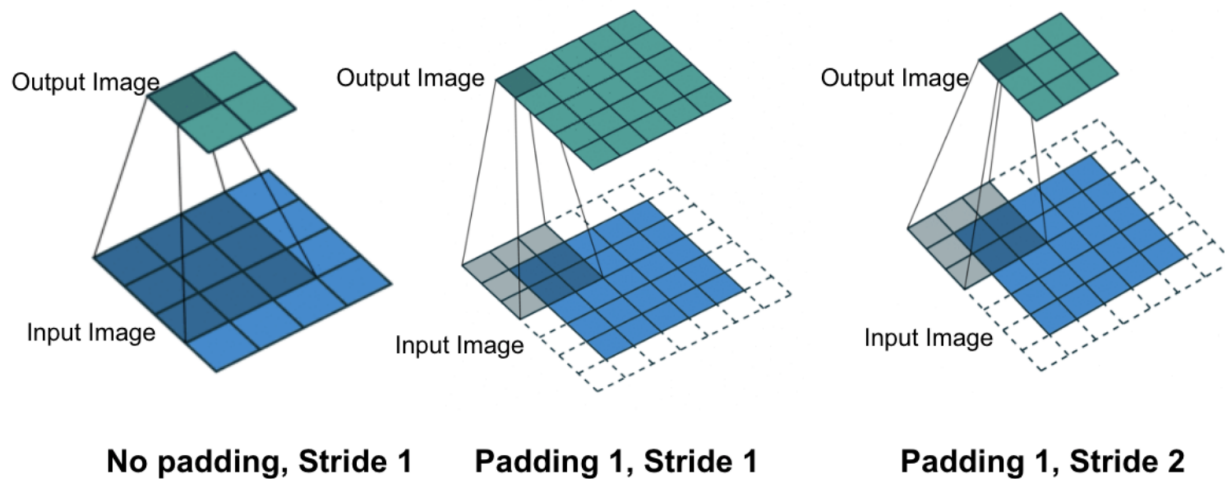 Output Image
Output Image
Output Image
Input Image
Input Image
Input Image
No padding, Stride 1
Padding 1, Stride 1
Padding 1, Stride 2